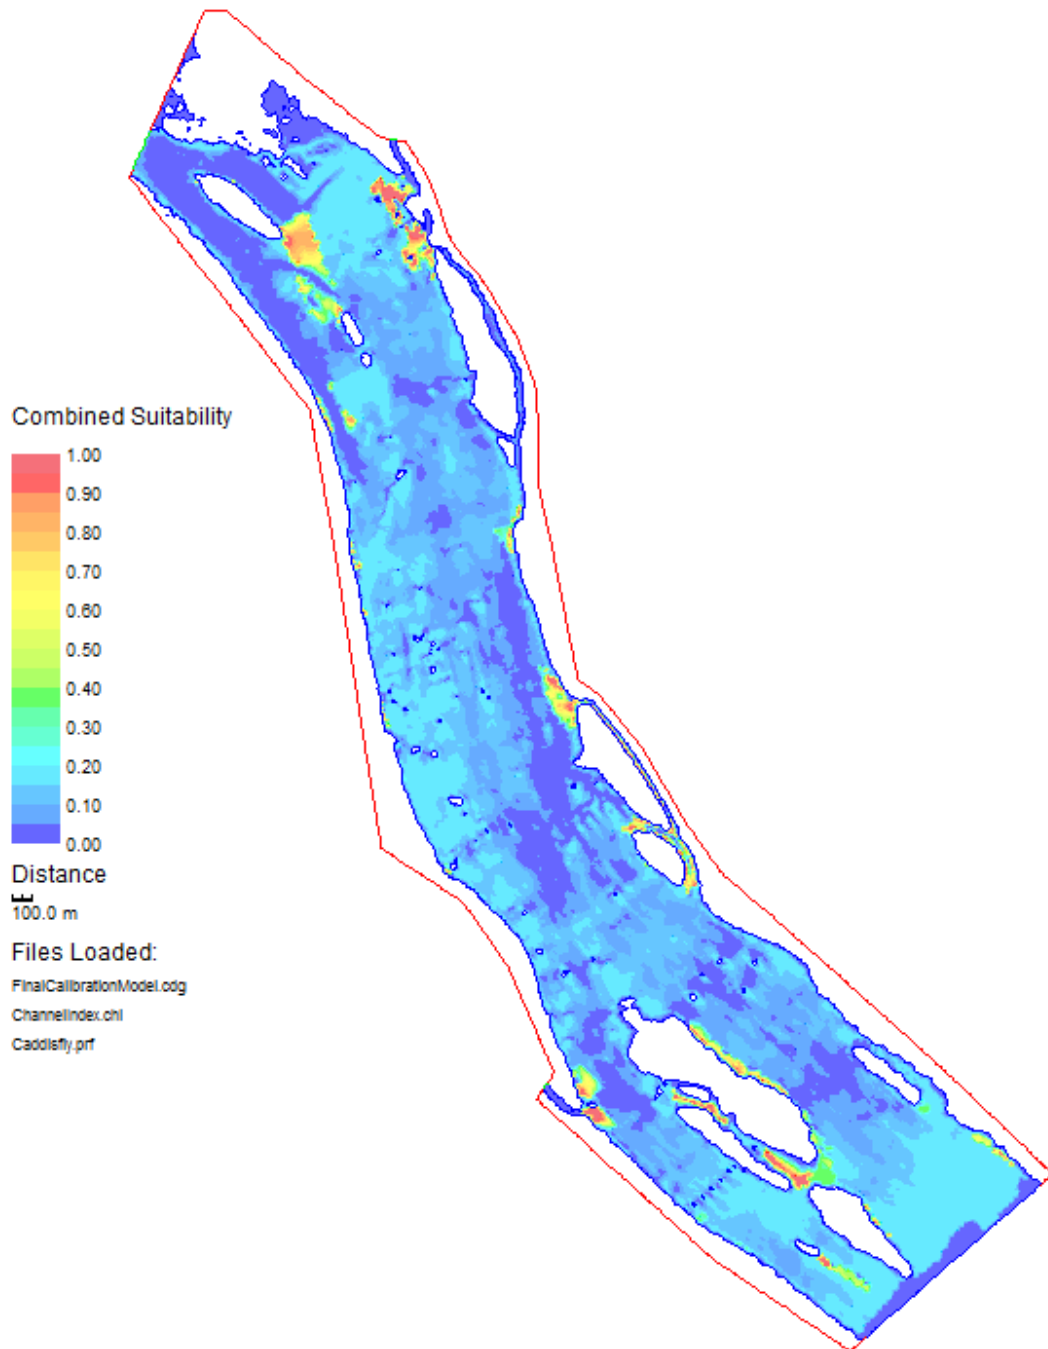 Combined Suitability
1.00
0.90
0.80
0.70
0.60
0.50
0.40
0.30
0.20
0.10
0.00
Distance
100.0 m
Files Loaded:
FinalCalibrationModel.cdg
ChannelIndex.chi
Caddisfly.prf